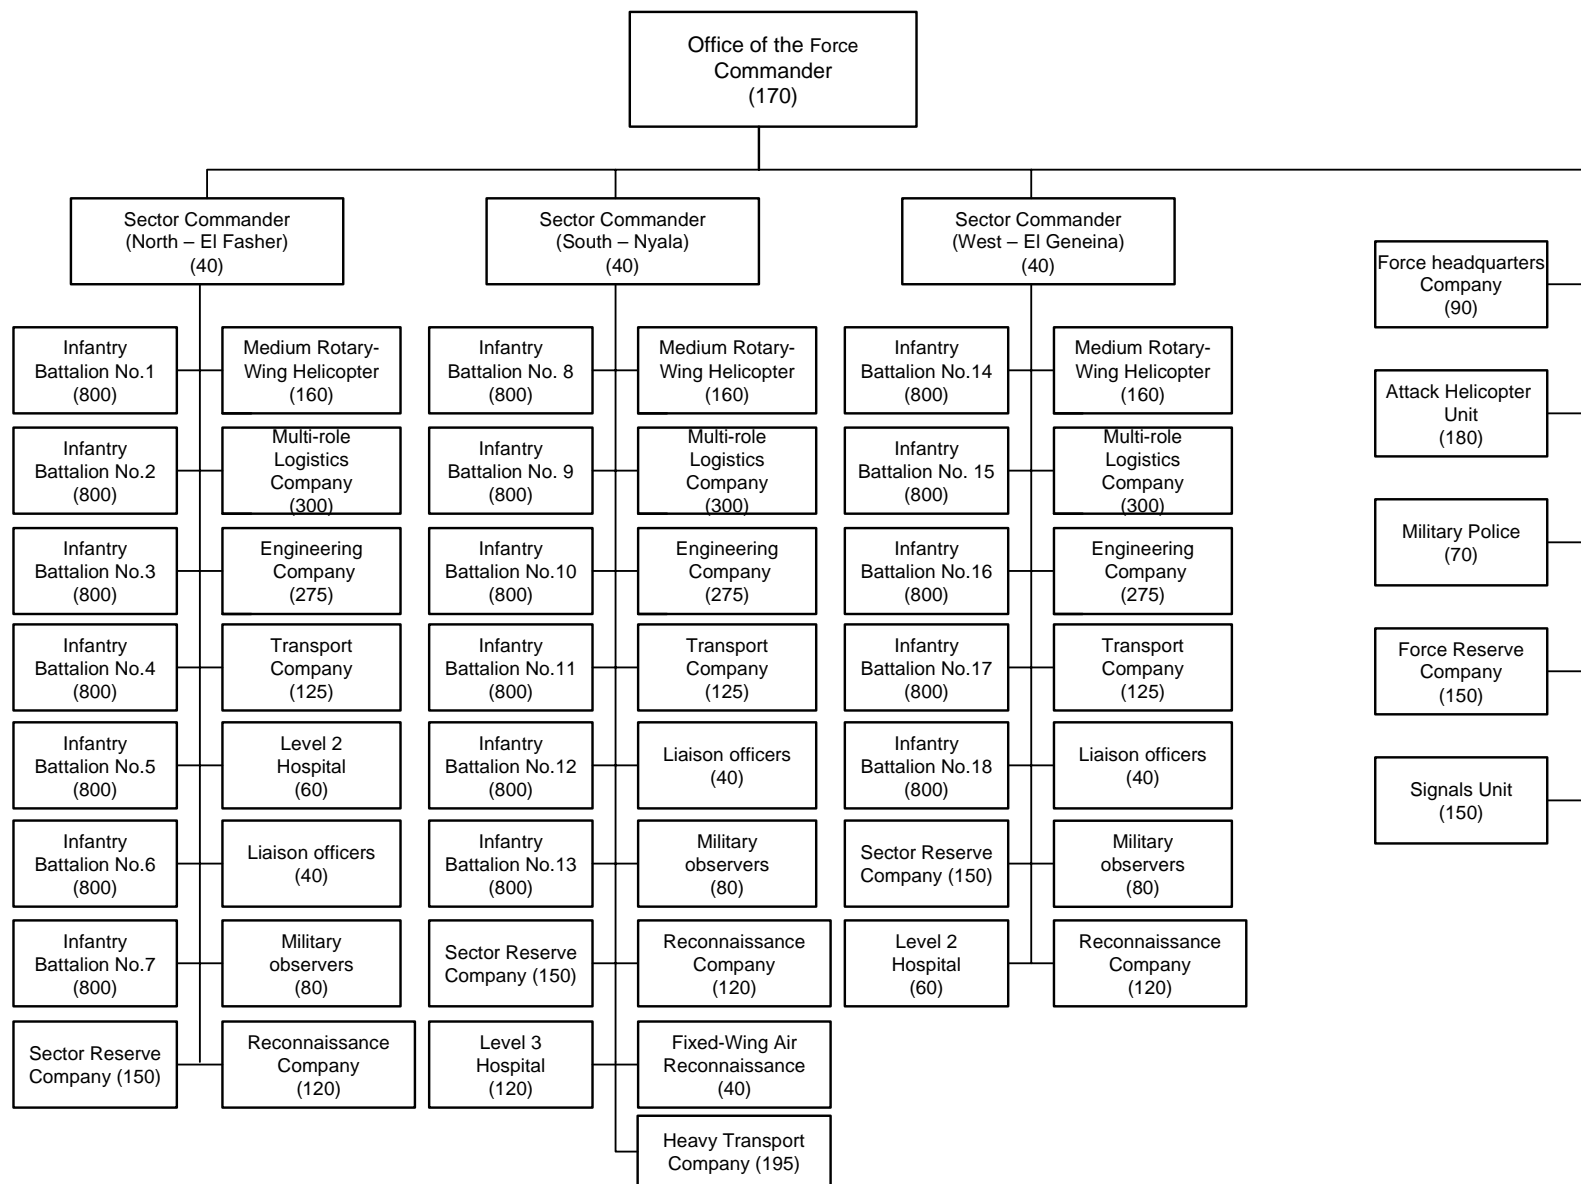 Office of the Force
Commander
(170)
Sector Commander
(North – El Fasher)
(40)
Sector Commander
(South – Nyala)
(40)
Sector Commander
(West – El Geneina)
(40)
Infantry
Battalion No.1
(800)
Medium Rotary-
Wing Helicopter
(160)
Infantry
Battalion No.2
(800)
Multi-role
Logistics
Company
(300)
Infantry
Battalion No.3
(800)
Engineering
Company
(275)
Infantry
Battalion No.4
(800)
Transport
Company
(125)
Infantry
Battalion No.5
(800)
Level 2
Hospital
(60)
Infantry
Battalion No.6
(800)
Liaison officers
(40)
Infantry
Battalion No.7
(800)
Military
observers
(80)
Sector Reserve
Company (150)
Reconnaissance
Company
(120)
Infantry
Battalion No. 8
(800)
Medium Rotary-
Wing Helicopter
(160)
Infantry
Battalion No. 9
(800)
Multi-role
Logistics
Company
(300)
Infantry
Battalion No.10
(800)
Engineering
Company
(275)
Infantry
Battalion No.11
(800)
Transport
Company
(125)
Infantry
Battalion No.12
(800)
Liaison officers
(40)
Infantry
Battalion No.13
(800)
Military
observers
(80)
Sector Reserve
Company (150)
Reconnaissance
Company
(120)
Level 3
Hospital
(120)
Fixed-Wing Air
Reconnaissance
(40)
Heavy Transport
Company (195)
Infantry
Battalion No.14
(800)
Medium Rotary-
Wing Helicopter
(160)
Infantry
Battalion No. 15
(800)
Multi-role
Logistics
Company
(300)
Infantry
Battalion No.16
(800)
Engineering
Company
(275)
Infantry
Battalion No.17
(800)
Transport
Company
(125)
Infantry
Battalion No.18
(800)
Liaison officers
(40)
Sector Reserve
Company (150)
Military
observers
(80)
Level 2
Hospital
(60)
Reconnaissance
Company
(120)
Force headquarters
Company
(90)
Attack Helicopter
Unit
(180)
Military Police
(70)
Force Reserve
Company
(150)
Signals Unit
(150)